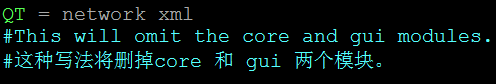 QT = network xml
#This will omit the core and gui modules.
#这种写法将删掉core 和 gui 两个模块。